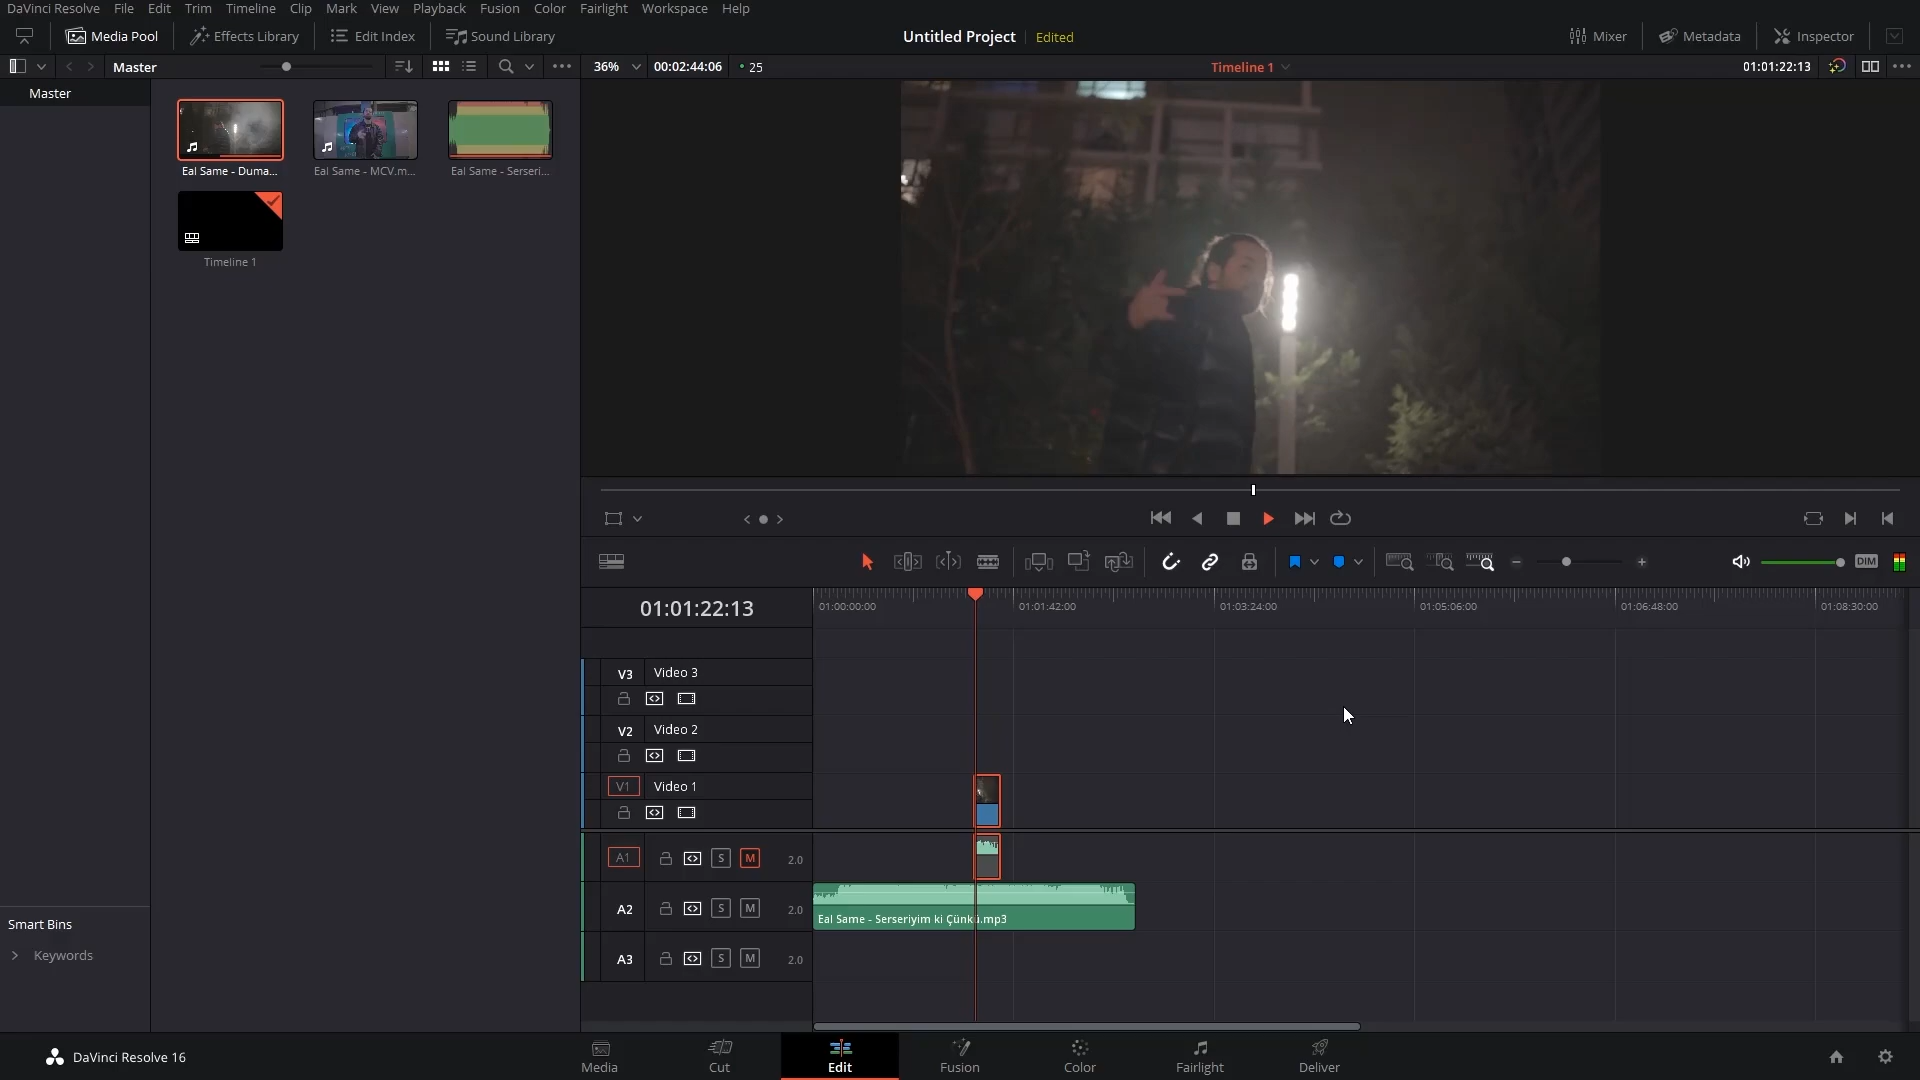 DaVinci Resolve File Edit Trim Timeline Clip Mark View Playback Fusion Color Fairlight Workspace Help
Media Pool Effects Library Edit Index Sound Library Untitled Project Edited Mixer Metadata Inspector
Master 36% 00:02:44:06 25 Timeline 1 01:01:22:13
Master
Eal Same - Duma... Eal Same - MCV.m... Eal Same - Serseri...
Timeline 1
DIM
01:01:22:13 01:00:00:00 01:01:42:00 01:03:24:00 01:05:06:00 01:06:48:00 01:08:30:00
V3 Video 3
V2 Video 2
V1 Video 1
A1 S M 2.0
A2 S M 2.0
Eal Same - Serseriyim ki Çünkü.mp3
A3 S M 2.0
Smart Bins
Keywords
DaVinci Resolve 16
Media Cut Edit Fusion Color Fairlight Deliver